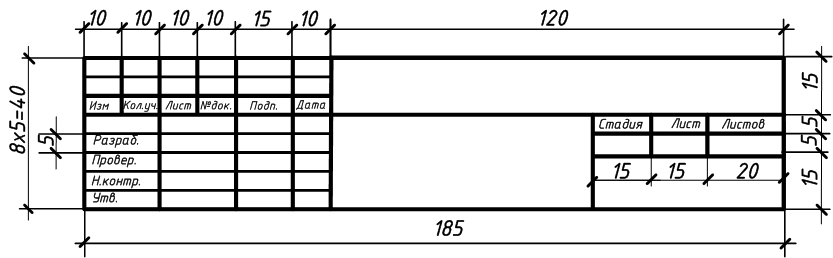 10 10 10 10 15 10 120
8x5=40
15
Изм Кол.уч. Лист №док. Подп. Дата
Стадия Лист Листов
5
5
5
Разраб.
Провер.
15 15 20
15
Н.контр.
Утв.
185